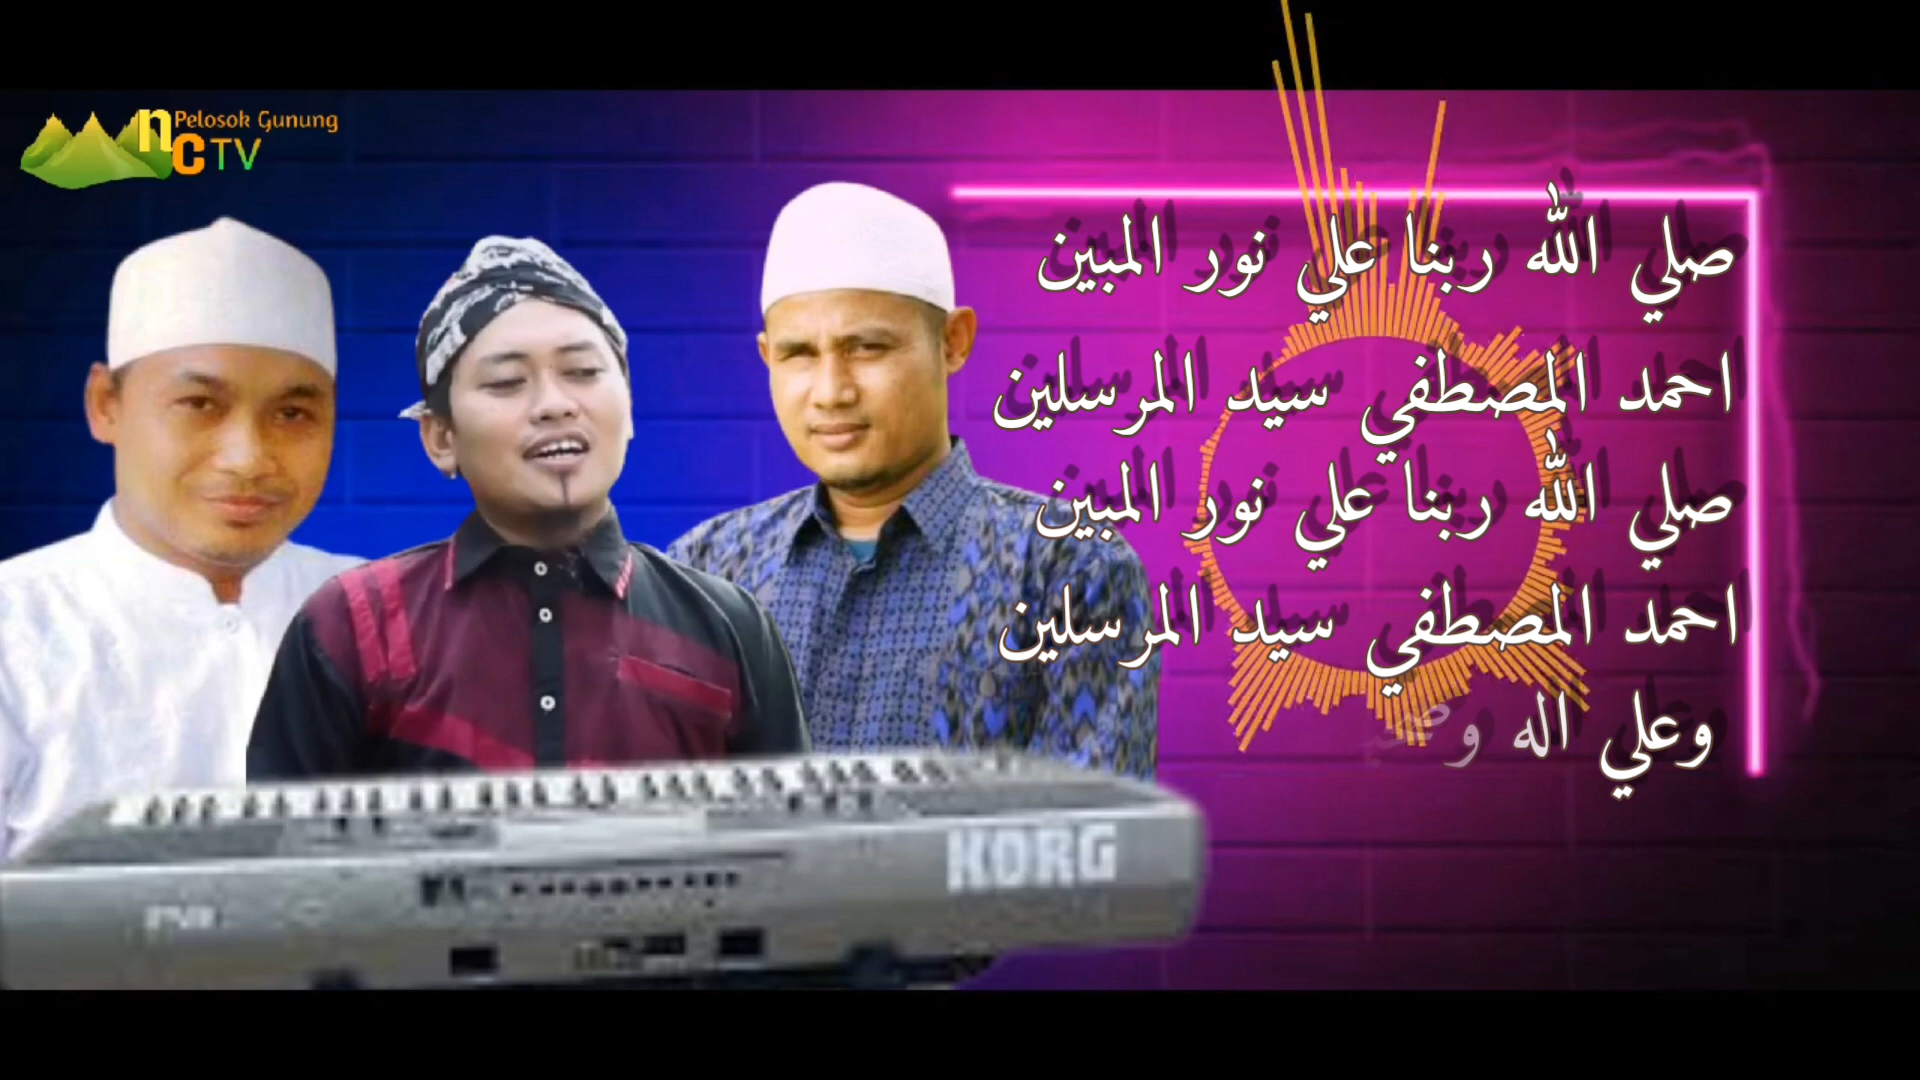 Pelosok Gunung
nCTV
صلي الله ربنا علي نور المبين
احمد المصطفي سيد المرسلين
صلي الله ربنا علي نور المبين
احمد المصطفي سيد المرسلين
وعلي اله و
KORG